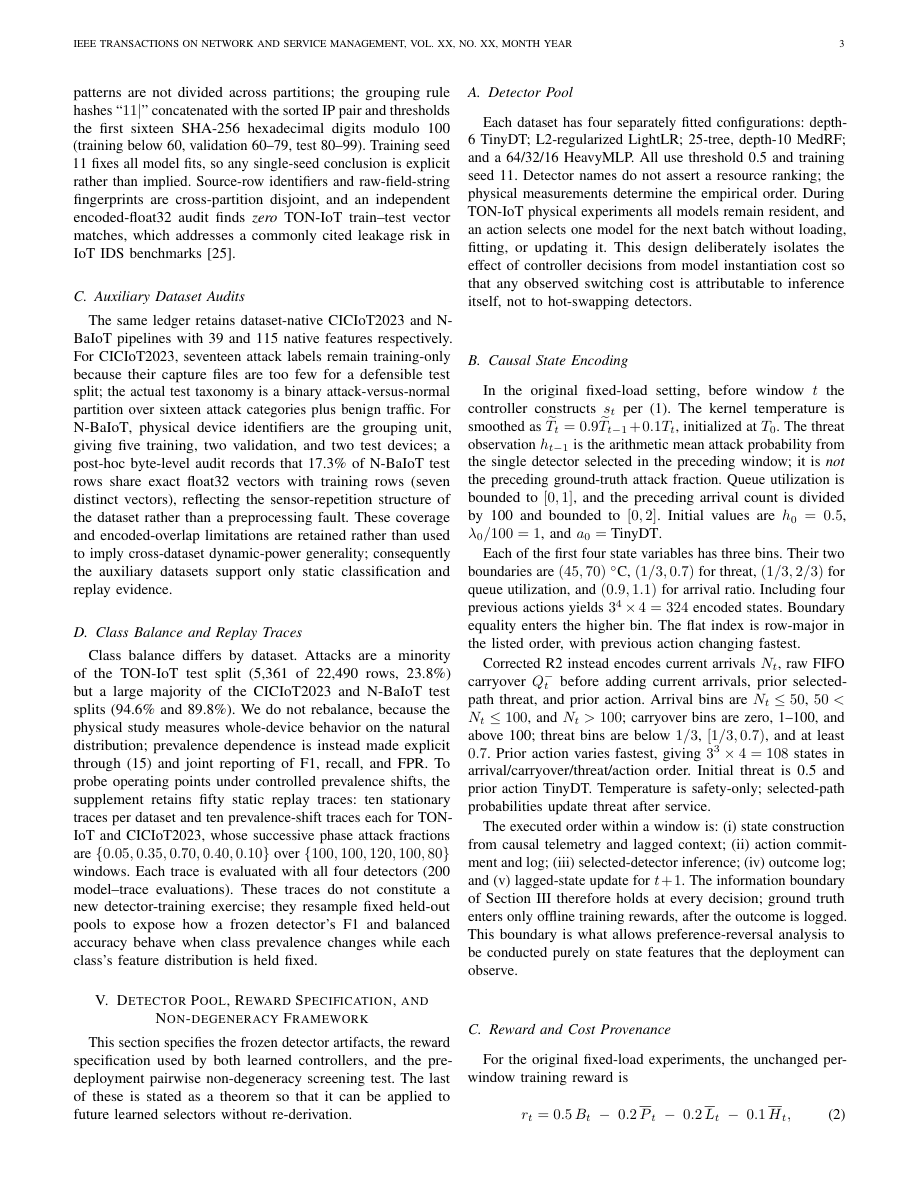 IEEE TRANSACTIONS ON NETWORK AND SERVICE MANAGEMENT, VOL. XX, NO. XX, MONTH YEAR 3
patterns are not divided across partitions; the grouping rule
hashes “11|” concatenated with the sorted IP pair and thresholds
the first sixteen SHA-256 hexadecimal digits modulo 100
(training below 60, validation 60–79, test 80–99). Training seed
11 fixes all model fits, so any single-seed conclusion is explicit
rather than implied. Source-row identifiers and raw-field-string
fingerprints are cross-partition disjoint, and an independent
encoded-float32 audit finds zero TON-IoT train–test vector
matches, which addresses a commonly cited leakage risk in
IoT IDS benchmarks [25].
C. Auxiliary Dataset Audits
The same ledger retains dataset-native CICIoT2023 and N-
BaIoT pipelines with 39 and 115 native features respectively.
For CICIoT2023, seventeen attack labels remain training-only
because their capture files are too few for a defensible test
split; the actual test taxonomy is a binary attack-versus-normal
partition over sixteen attack categories plus benign traffic. For
N-BaIoT, physical device identifiers are the grouping unit,
giving five training, two validation, and two test devices; a
post-hoc byte-level audit records that 17.3% of N-BaIoT test
rows share exact float32 vectors with training rows (seven
distinct vectors), reflecting the sensor-repetition structure of
the dataset rather than a preprocessing fault. These coverage
and encoded-overlap limitations are retained rather than used
to imply cross-dataset dynamic-power generality; consequently
the auxiliary datasets support only static classification and
replay evidence.
D. Class Balance and Replay Traces
Class balance differs by dataset. Attacks are a minority
of the TON-IoT test split (5,361 of 22,490 rows, 23.8%)
but a large majority of the CICIoT2023 and N-BaIoT test
splits (94.6% and 89.8%). We do not rebalance, because the
physical study measures whole-device behavior on the natural
distribution; prevalence dependence is instead made explicit
through (15) and joint reporting of F1, recall, and FPR. To
probe operating points under controlled prevalence shifts, the
supplement retains fifty static replay traces: ten stationary
traces per dataset and ten prevalence-shift traces each for TON-
IoT and CICIoT2023, whose successive phase attack fractions
are {0.05, 0.35, 0.70, 0.40, 0.10} over {100, 100, 120, 100, 80}
windows. Each trace is evaluated with all four detectors (200
model–trace evaluations). These traces do not constitute a
new detector-training exercise; they resample fixed held-out
pools to expose how a frozen detector’s F1 and balanced
accuracy behave when class prevalence changes while each
class’s feature distribution is held fixed.
V. DETECTOR POOL, REWARD SPECIFICATION, AND
NON-DEGENERACY FRAMEWORK
This section specifies the frozen detector artifacts, the reward
specification used by both learned controllers, and the pre-
deployment pairwise non-degeneracy screening test. The last
of these is stated as a theorem so that it can be applied to
future learned selectors without re-derivation.
A. Detector Pool
Each dataset has four separately fitted configurations: depth-
6 TinyDT; L2-regularized LightLR; 25-tree, depth-10 MedRF;
and a 64/32/16 HeavyMLP. All use threshold 0.5 and training
seed 11. Detector names do not assert a resource ranking; the
physical measurements determine the empirical order. During
TON-IoT physical experiments all models remain resident, and
an action selects one model for the next batch without loading,
fitting, or updating it. This design deliberately isolates the
effect of controller decisions from model instantiation cost so
that any observed switching cost is attributable to inference
itself, not to hot-swapping detectors.
B. Causal State Encoding
In the original fixed-load setting, before window t the
controller constructs s_t per (1). The kernel temperature is
smoothed as T̃_t = 0.9T̃_{t−1} + 0.1T_t, initialized at T_0. The threat
observation h_{t−1} is the arithmetic mean attack probability from
the single detector selected in the preceding window; it is not
the preceding ground-truth attack fraction. Queue utilization is
bounded to [0, 1], and the preceding arrival count is divided
by 100 and bounded to [0, 2]. Initial values are h_0 = 0.5,
λ_0/100 = 1, and a_0 = TinyDT.
Each of the first four state variables has three bins. Their two
boundaries are (45, 70) °C, (1/3, 0.7) for threat, (1/3, 2/3) for
queue utilization, and (0.9, 1.1) for arrival ratio. Including four
previous actions yields 3^4 × 4 = 324 encoded states. Boundary
equality enters the higher bin. The flat index is row-major in
the listed order, with previous action changing fastest.
Corrected R2 instead encodes current arrivals N_t, raw FIFO
carryover Q_t^− before adding current arrivals, prior selected-
path threat, and prior action. Arrival bins are N_t ≤ 50, 50 <
N_t ≤ 100, and N_t > 100; carryover bins are zero, 1–100, and
above 100; threat bins are below 1/3, [1/3, 0.7), and at least
0.7. Prior action varies fastest, giving 3^3 × 4 = 108 states in
arrival/carryover/threat/action order. Initial threat is 0.5 and
prior action TinyDT. Temperature is safety-only; selected-path
probabilities update threat after service.
The executed order within a window is: (i) state construction
from causal telemetry and lagged context; (ii) action commit-
ment and log; (iii) selected-detector inference; (iv) outcome log;
and (v) lagged-state update for t+1. The information boundary
of Section III therefore holds at every decision; ground truth
enters only offline training rewards, after the outcome is logged.
This boundary is what allows preference-reversal analysis to
be conducted purely on state features that the deployment can
observe.
C. Reward and Cost Provenance
For the original fixed-load experiments, the unchanged per-
window training reward is
r_t = 0.5 B_t − 0.2 P̅_t − 0.2 L̅_t − 0.1 H̅_t, (2)